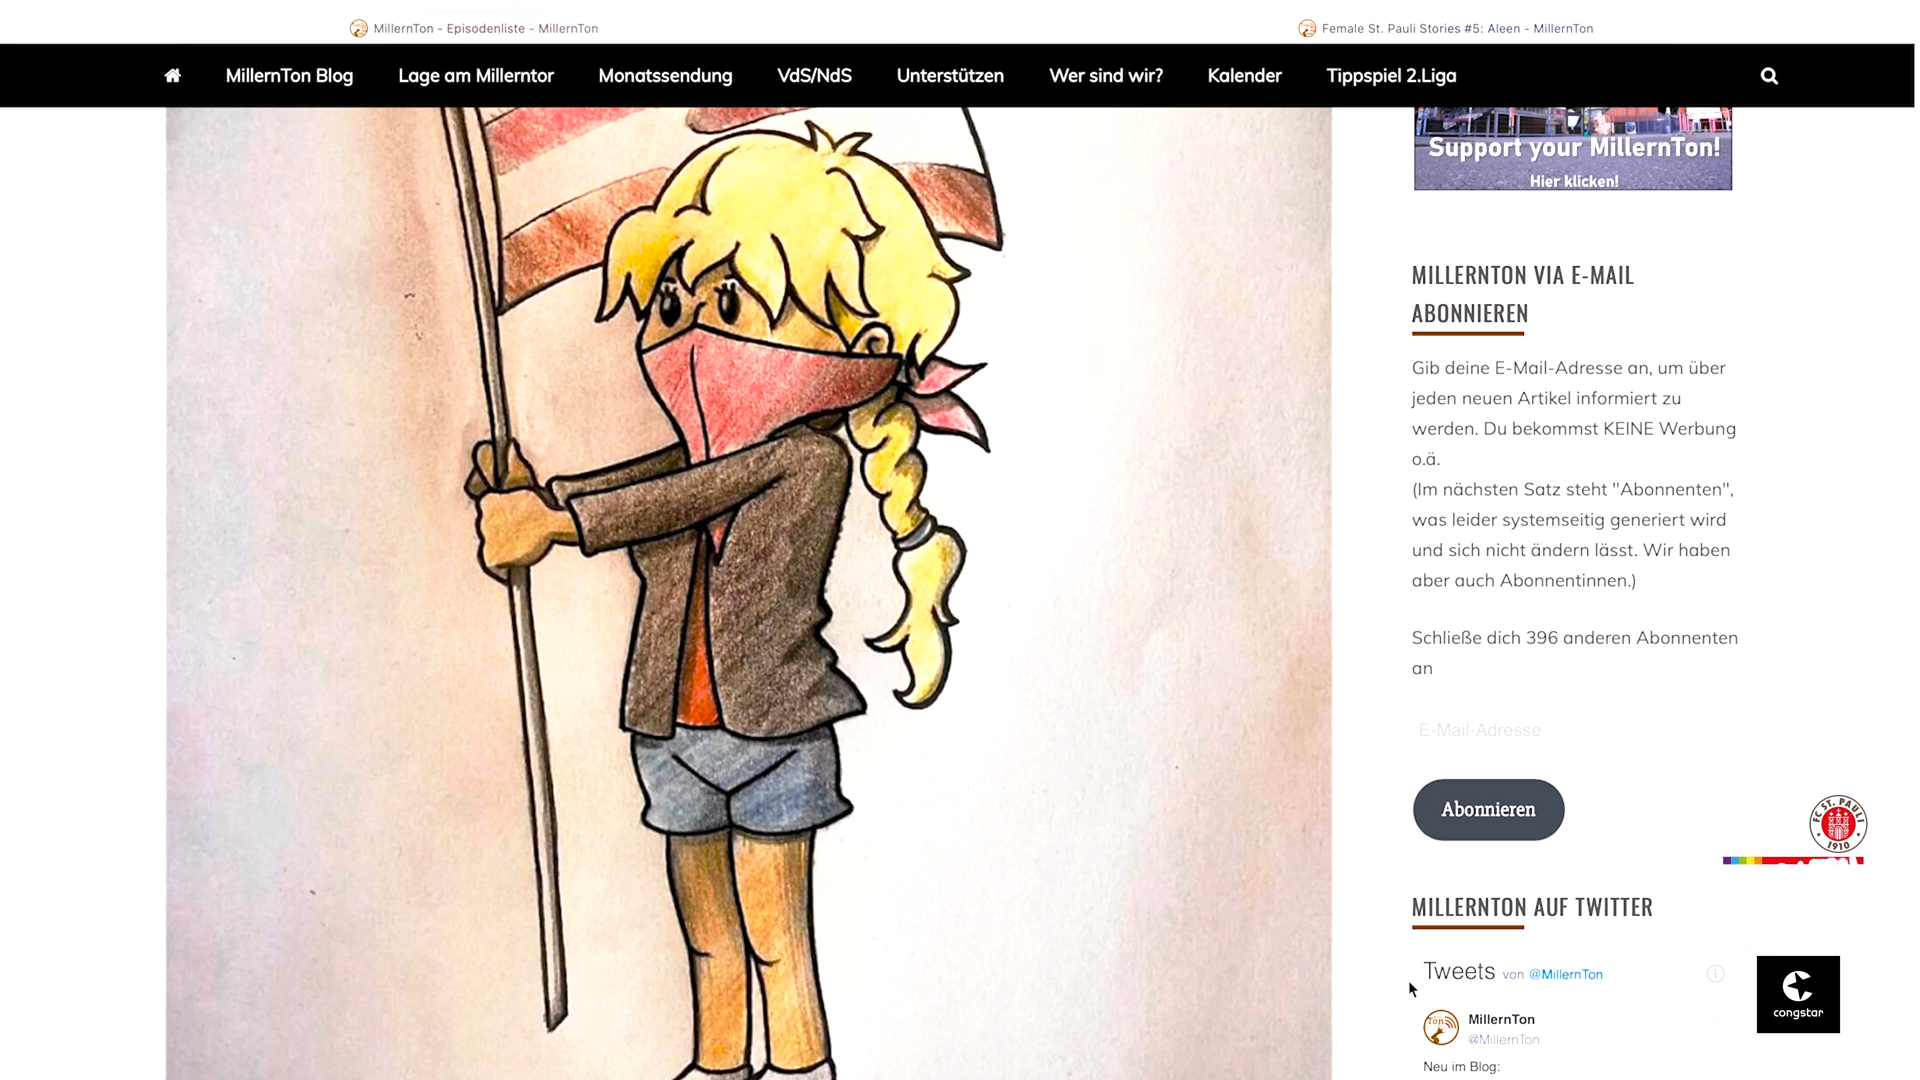 MillernTon - Episodenliste - MillernTon
Female St. Pauli Stories #5: Aleen - MillernTon
MillernTon Blog
Lage am Millerntor
Monatssendung
VdS/NdS
Unterstützen
Wer sind wir?
Kalender
Tippspiel 2.Liga
Support your MillernTon!
Hier klicken!
MILLERNTON VIA E-MAIL
ABONNIEREN
Gib deine E-Mail-Adresse an, um über
jeden neuen Artikel informiert zu
werden. Du bekommst KEINE Werbung
o.ä.
(Im nächsten Satz steht "Abonnenten",
was leider systemseitig generiert wird
und sich nicht ändern lässt. Wir haben
aber auch Abonnentinnen.)
Schließe dich 396 anderen Abonnenten
an
E-Mail-Adresse
Abonnieren
FC ST. PAULI
1910
MILLERNTON AUF TWITTER
Tweets von @MillernTon
congstar
MillernTon
@MillernTon
Neu im Blog: